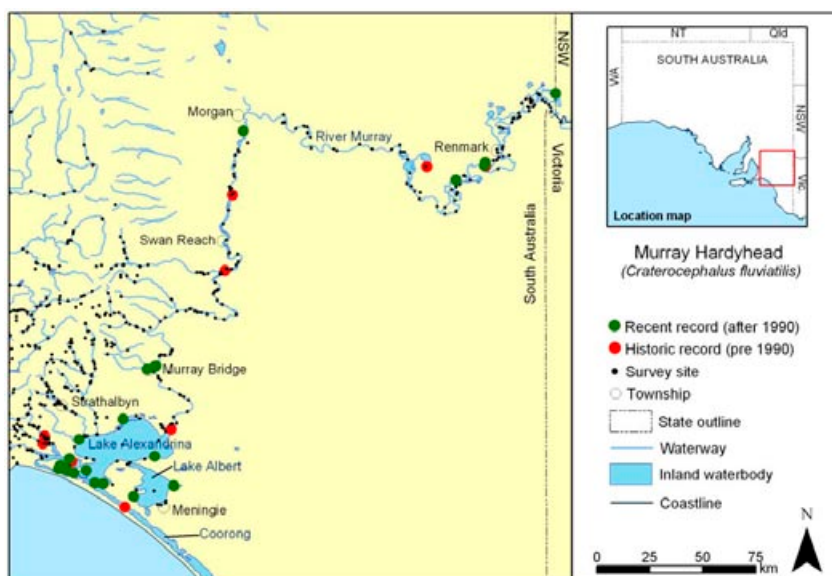 NSW
Morgan
River Murray
Renmark
Victoria
Swan Reach
South Australia
Murray Bridge
Strathalbyn
Lake Alexandrina
Lake Albert
Meningie
Coorong
NT
Qld
SOUTH AUSTRALIA
WA
NSW
Vic
Location map
Murray Hardyhead
(Craterocephalus fluviatilis)
Recent record (after 1990)
Historic record (pre 1990)
Survey site
Township
State outline
Waterway
Inland waterbody
Coastline
N
0 25 50 75 100
km